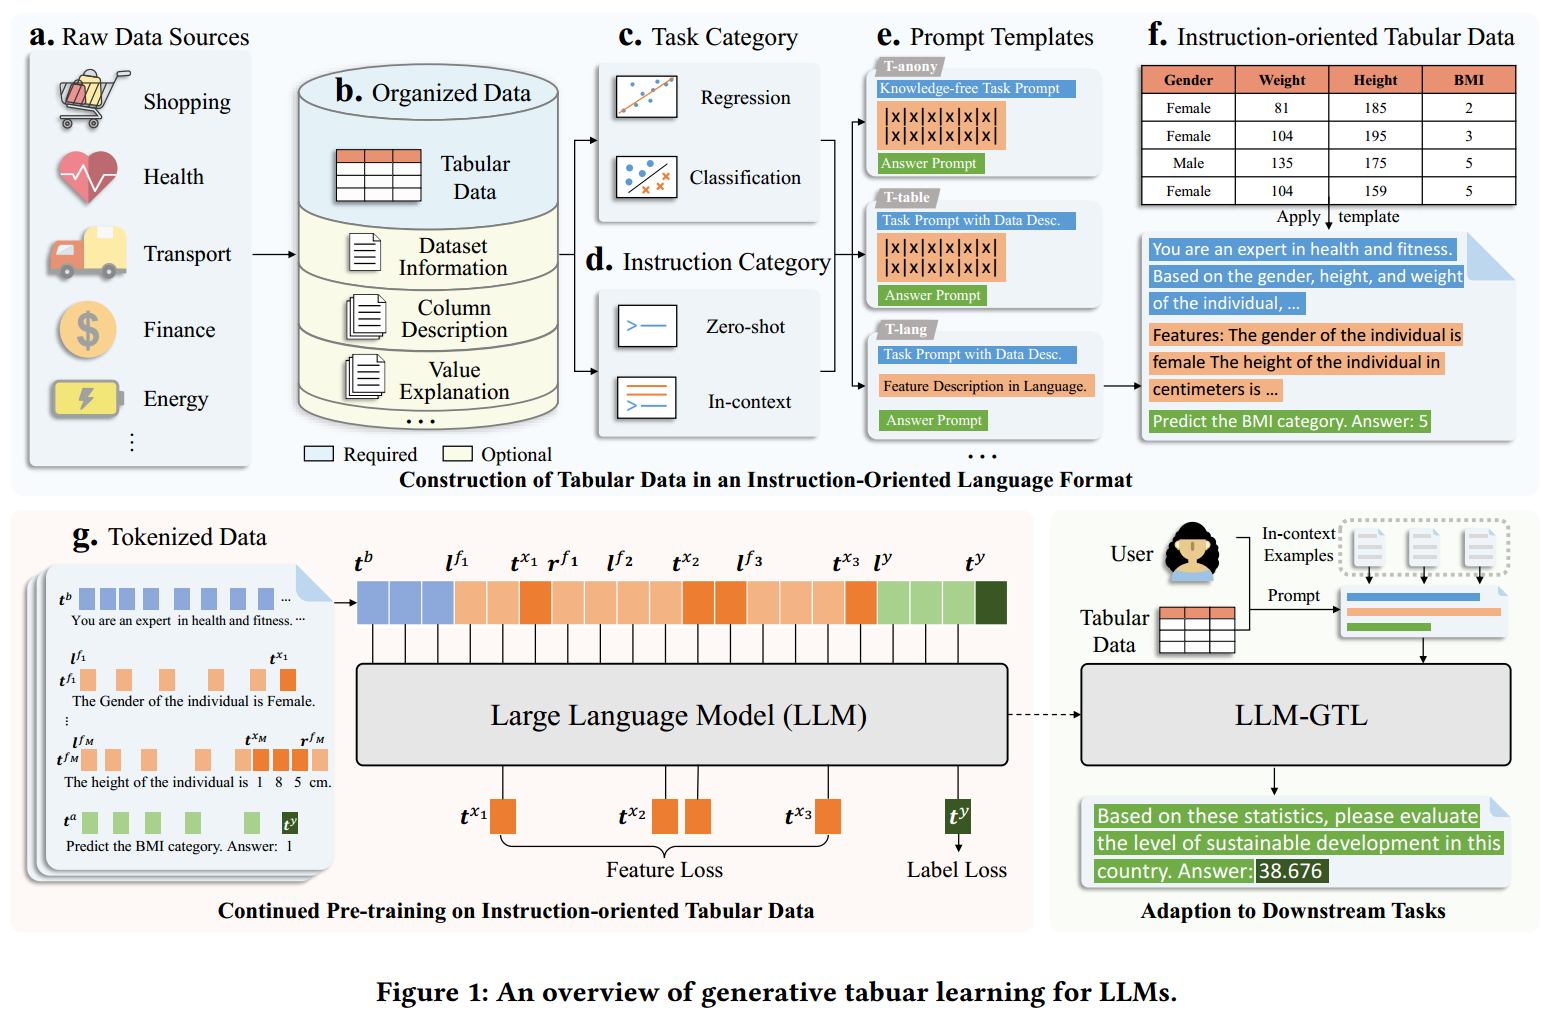 a. Raw Data Sources
Shopping
Health
Transport
Finance
Energy
⋮
b. Organized Data
Tabular
Data
Dataset
Information
Column
Description
Value
Explanation
...
Required
Optional
c. Task Category
Regression
Classification
d. Instruction Category
Zero-shot
In-context
e. Prompt Templates
T-anony
Knowledge-free Task Prompt
|x|x|x|x|x|
|x|x|x|x|x|
Answer Prompt
T-table
Task Prompt with Data Desc.
|x|x|x|x|x|
|x|x|x|x|x|
Answer Prompt
T-lang
Task Prompt with Data Desc.
Feature Description in Language.
Answer Prompt
...
f. Instruction-oriented Tabular Data
Gender Weight Height BMI
Female 81 185 2
Female 104 195 3
Male 135 175 5
Female 104 159 5
Apply template
You are an expert in health and fitness.
Based on the gender, height, and weight
of the individual, ...
Features: The gender of the individual is
female The height of the individual in
centimeters is ...
Predict the BMI category. Answer: 5
Construction of Tabular Data in an Instruction-Oriented Language Format
g. Tokenized Data
t^b ...
You are an expert in health and fitness. ...
l^{f_1} t^{x_1}
t^{f_1}
The Gender of the individual is Female.
⋮
l^{f_M} t^{x_M} r^{f_M}
t^{f_M}
The height of the individual is 1 8 5 cm.
t^a t^y
Predict the BMI category. Answer: 1
t^b l^{f_1} t^{x_1} r^{f_1} l^{f_2} t^{x_2} l^{f_3} t^{x_3} l^y t^y
Large Language Model (LLM)
t^{x_1} t^{x_2} t^{x_3} t^y
Feature Loss
Label Loss
Continued Pre-training on Instruction-oriented Tabular Data
User
In-context
Examples
Prompt
Tabular
Data
LLM-GTL
Based on these statistics, please evaluate
the level of sustainable development in this
country. Answer: 38.676
Adaption to Downstream Tasks
Figure 1: An overview of generative tabuar learning for LLMs.